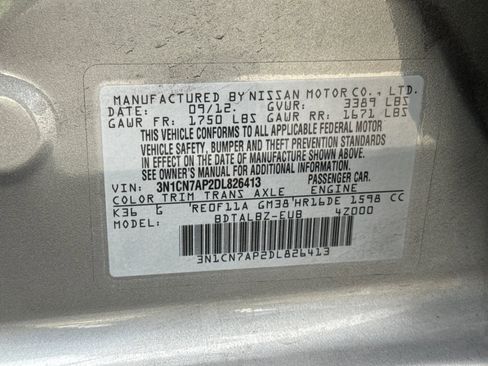 MANUFACTURED BY NISSAN MOTOR CO., LTD.
DATE: 09/12. GVWR: 3389 LBS
GAWR FR: 1750 LBS GAWR RR: 1671 LBS
THIS VEHICLE CONFORMS TO ALL APPLICABLE FEDERAL MOTOR
VEHICLE SAFETY, BUMPER AND THEFT PREVENTION
STANDARDS IN EFFECT ON THE DATE OF
MANUFACTURE SHOWN ABOVE.
SEE OWNER'S MANUAL FOR ADDITIONAL INFORMATION.
VIN: 3N1CN7AP2DL826413 PASSENGER CAR.
COLOR TRIM TRANS AXLE ENGINE
K36 G RE0F11A GM38 HR16DE 1598 CC
MODEL: BDTALBZ-EUB 4Z000
3N1CN7AP2DL826413